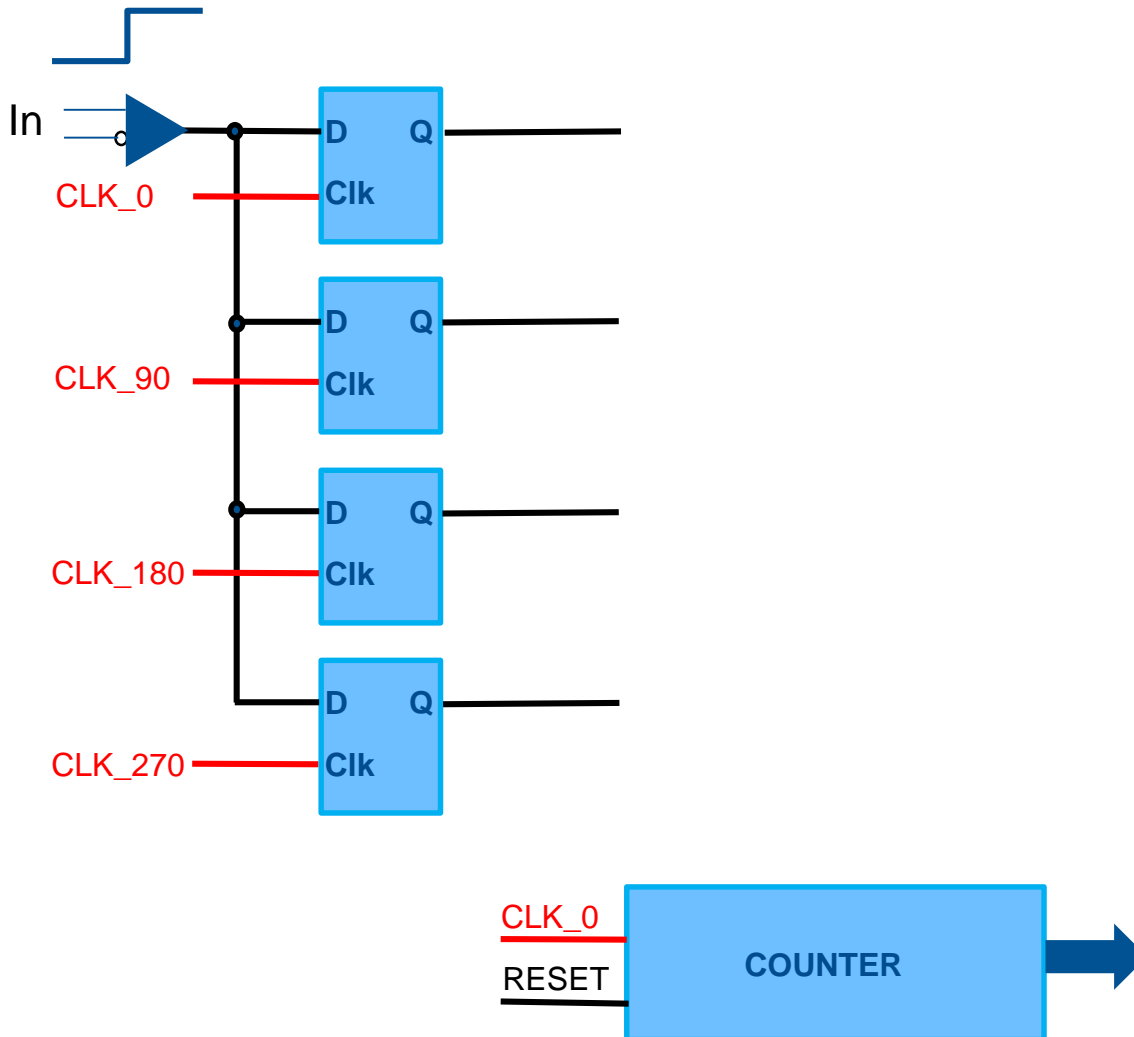 In
D Q
CLK_0
Clk
D Q
CLK_90
Clk
D Q
CLK_180
Clk
D Q
CLK_270
Clk
CLK_0
RESET
COUNTER